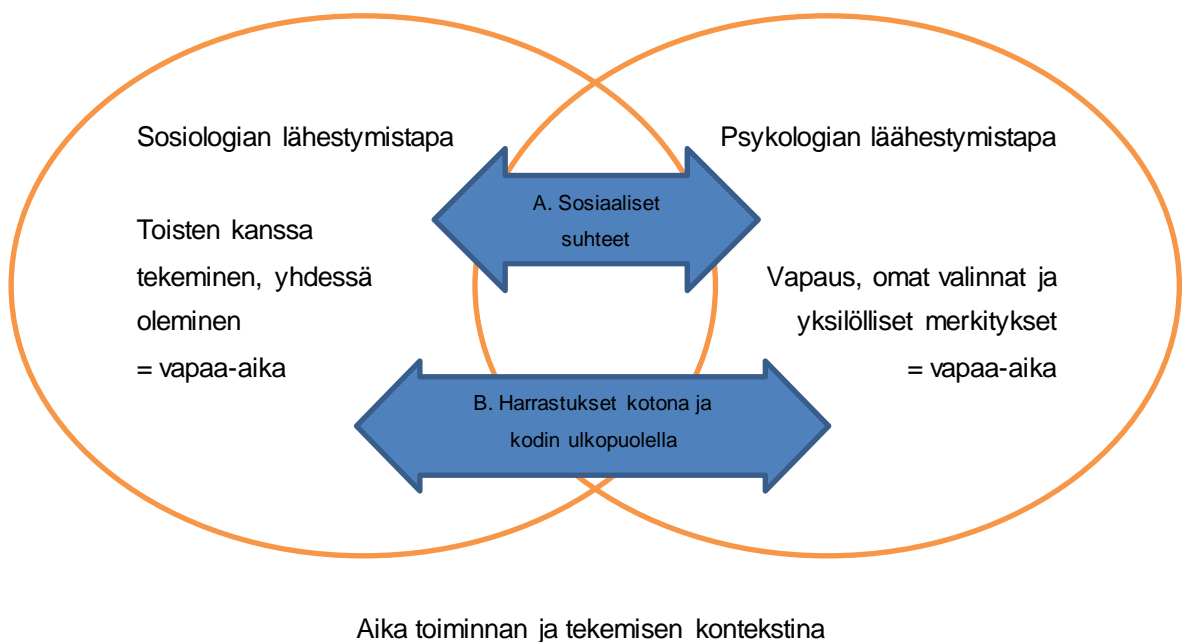 Sosiologian lähestymistapa
Toisten kanssa
tekeminen, yhdessä
oleminen
= vapaa-aika
A. Sosiaaliset
suhteet
B. Harrastukset kotona ja
kodin ulkopuolella
Psykologian läähestymistapa
Vapaus, omat valinnat ja
yksilölliset merkitykset
= vapaa-aika
Aika toiminnan ja tekemisen kontekstina